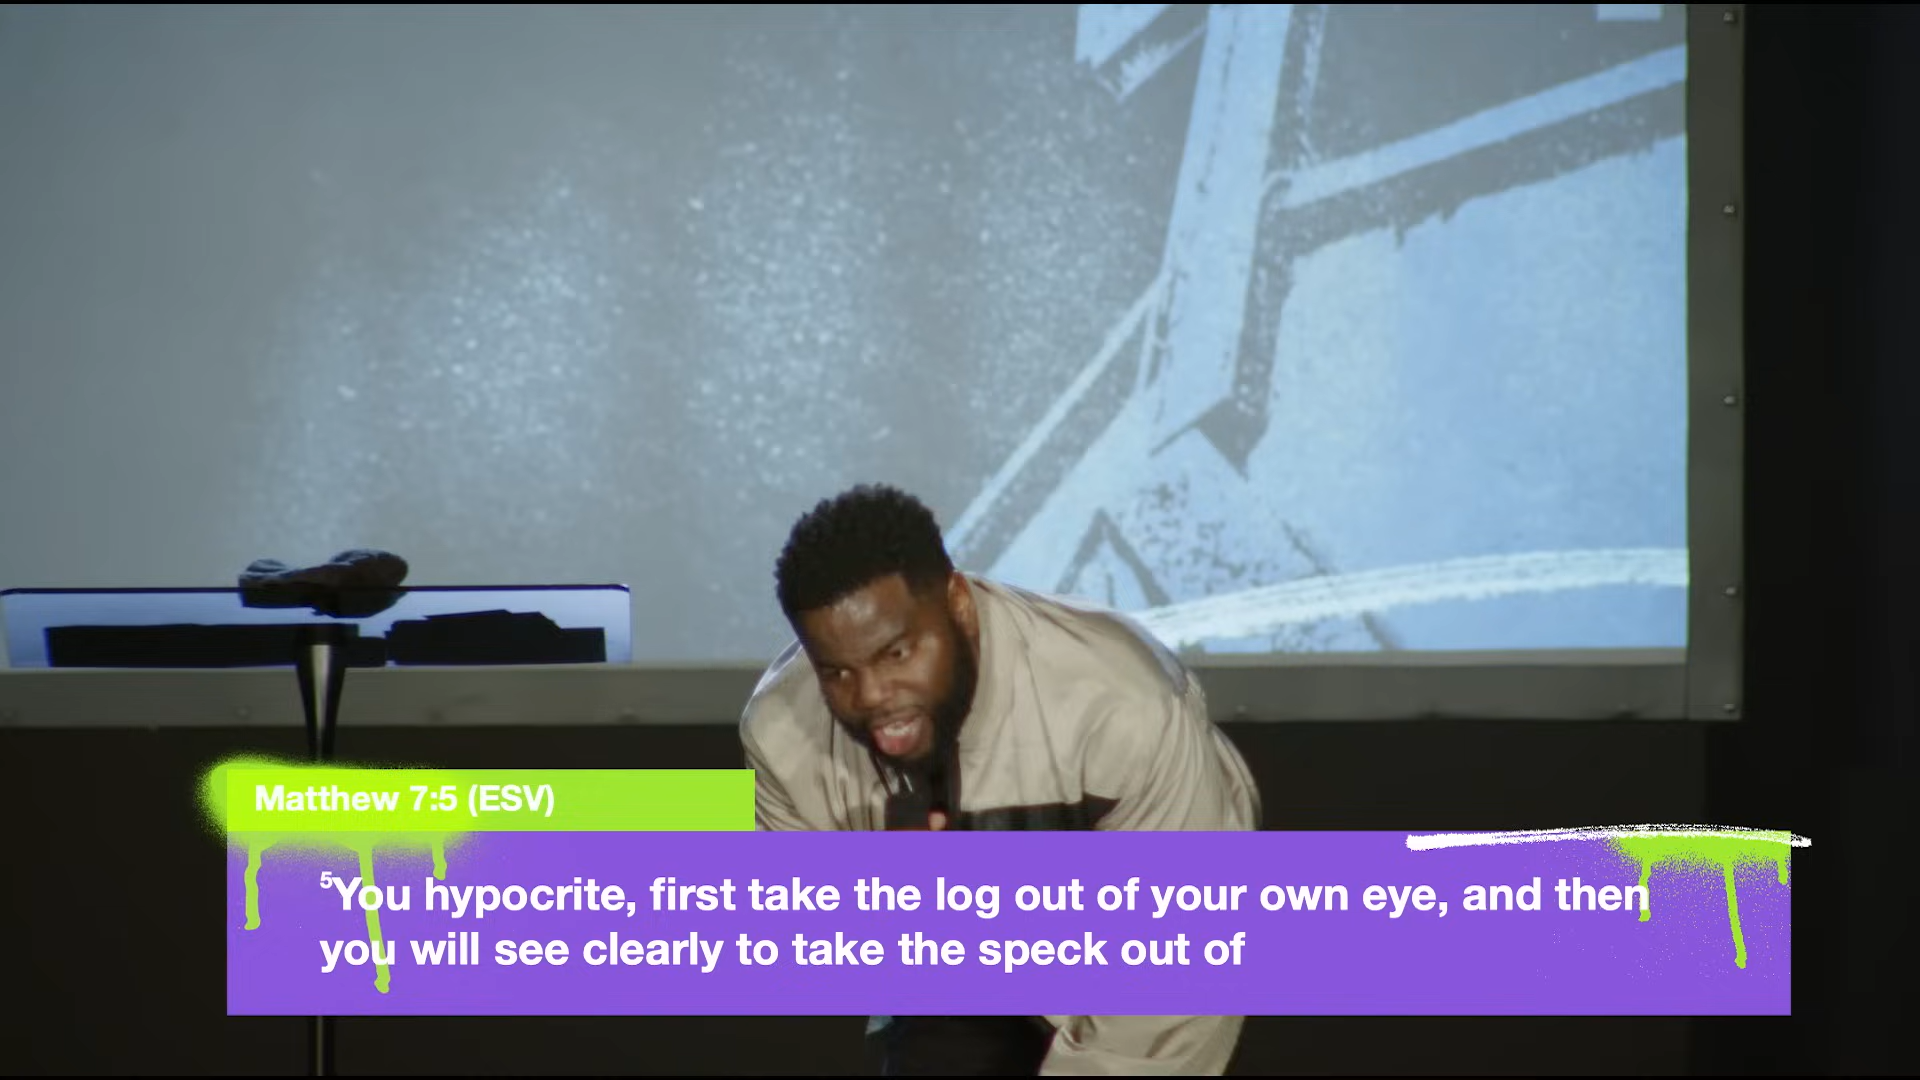 Matthew 7:5 (ESV)
⁵You hypocrite, first take the log out of your own eye, and then
you will see clearly to take the speck out of